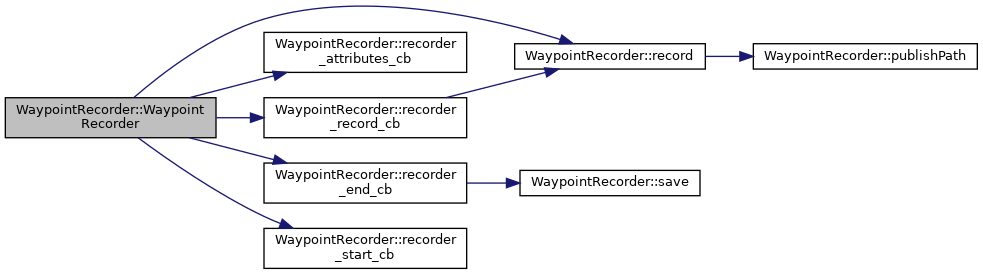 WaypointRecorder::Waypoint
Recorder
WaypointRecorder::recorder
_attributes_cb
WaypointRecorder::recorder
_record_cb
WaypointRecorder::recorder
_end_cb
WaypointRecorder::recorder
_start_cb
WaypointRecorder::record
WaypointRecorder::save
WaypointRecorder::publishPath